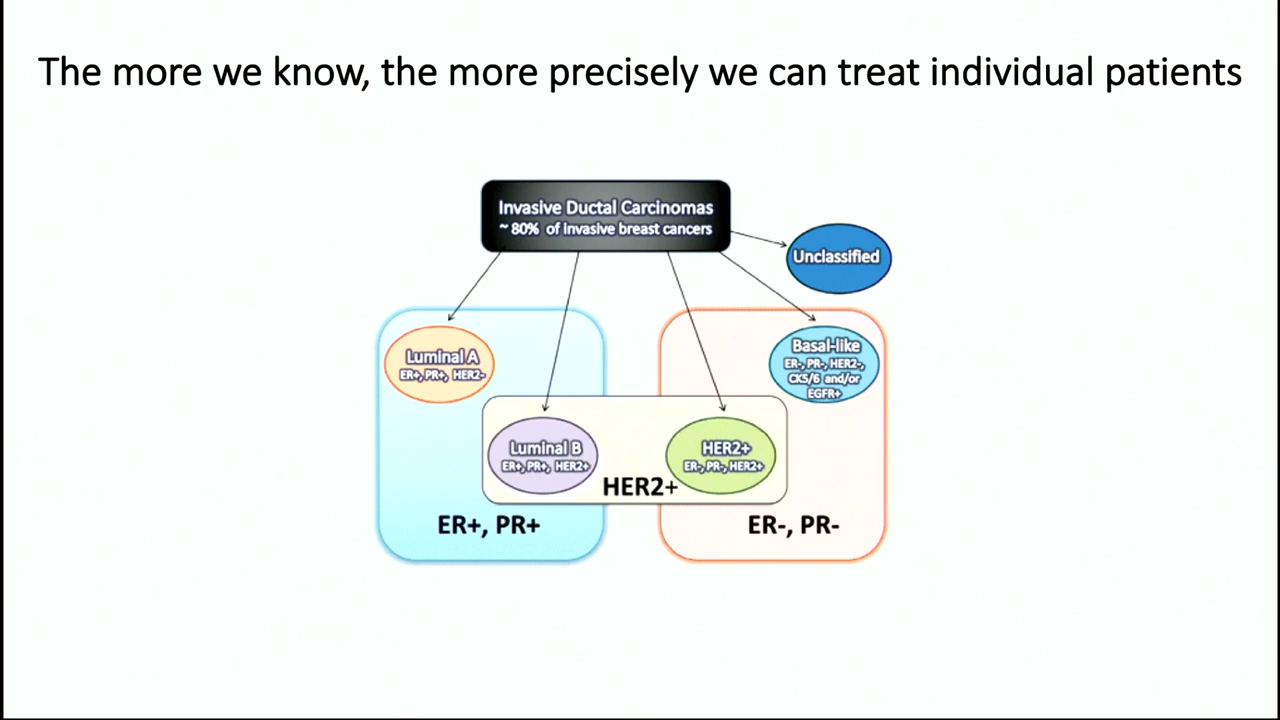 The more we know, the more precisely we can treat individual patients
Invasive Ductal Carcinomas
~ 80% of invasive breast cancers
Unclassified
Luminal A
ER+, PR+, HER2-
Basal-like
ER-, PR-, HER2-,
CK5/6 and/or
EGFR+
Luminal B
ER+, PR+, HER2+
HER2+
ER-, PR-, HER2+
HER2+
ER+, PR+
ER-, PR-